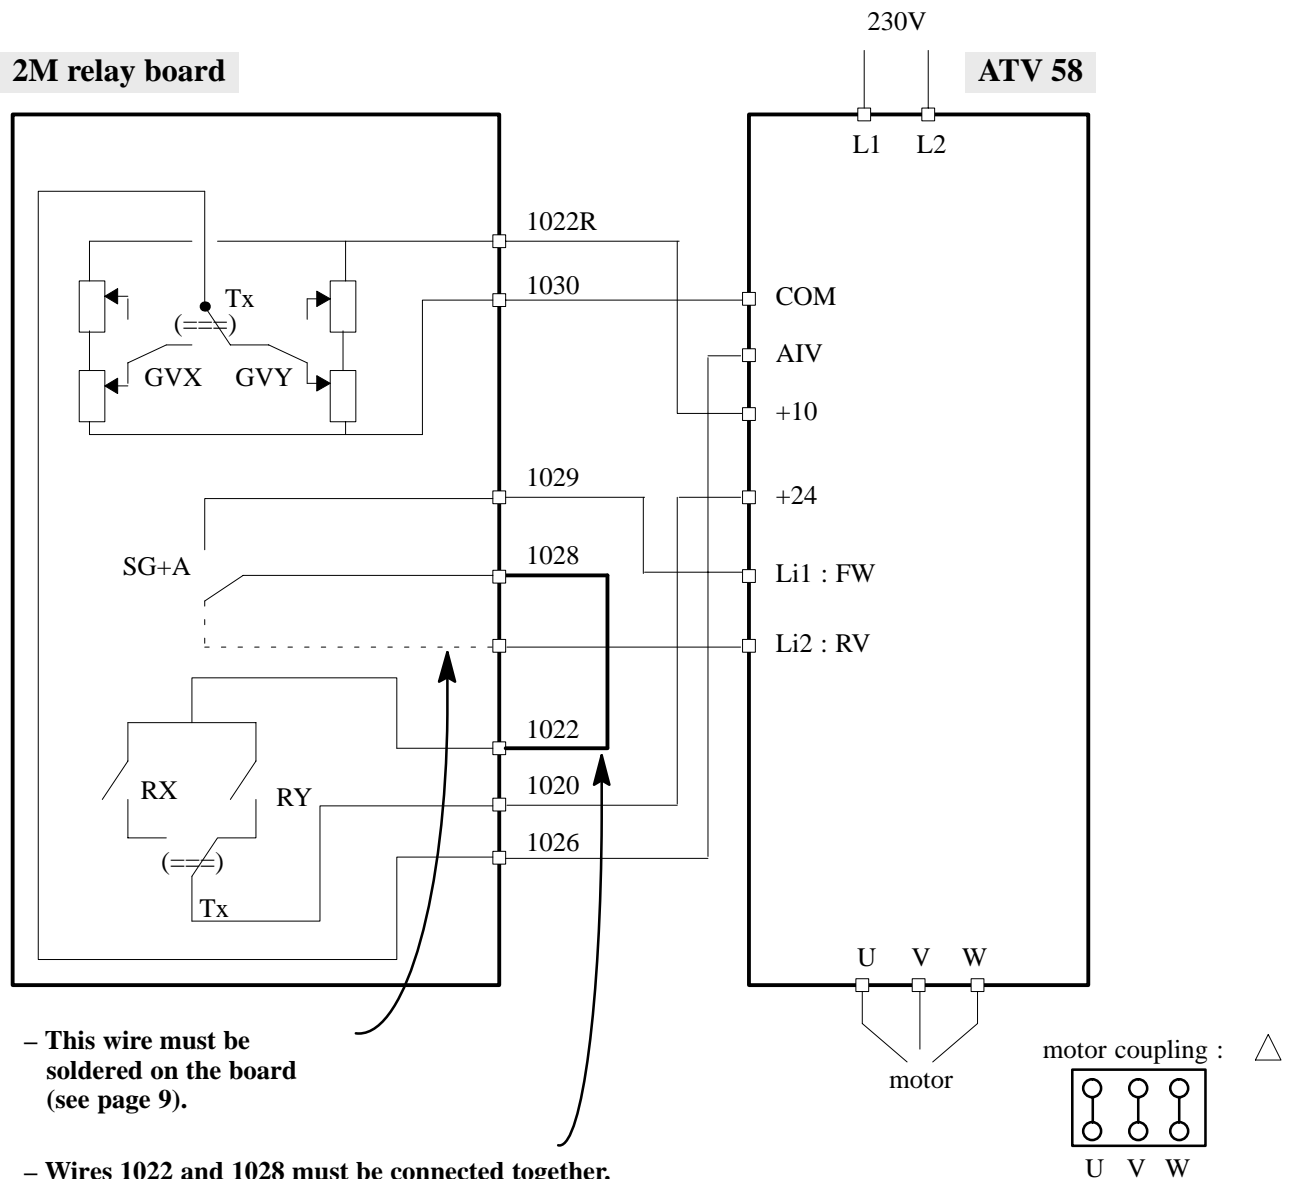 230V
2M relay board
ATV 58
L1 L2
1022R
1030
COM
Tx
(===)
AIV
GVX GVY
+10
1029
+24
1028
SG+A
Li1 : FW
Li2 : RV
1022
1020
RX
RY
1026
(===)
Tx
U V W
– This wire must be
soldered on the board
(see page 9).
motor coupling :
motor
– Wires 1022 and 1028 must be connected together.
U V W